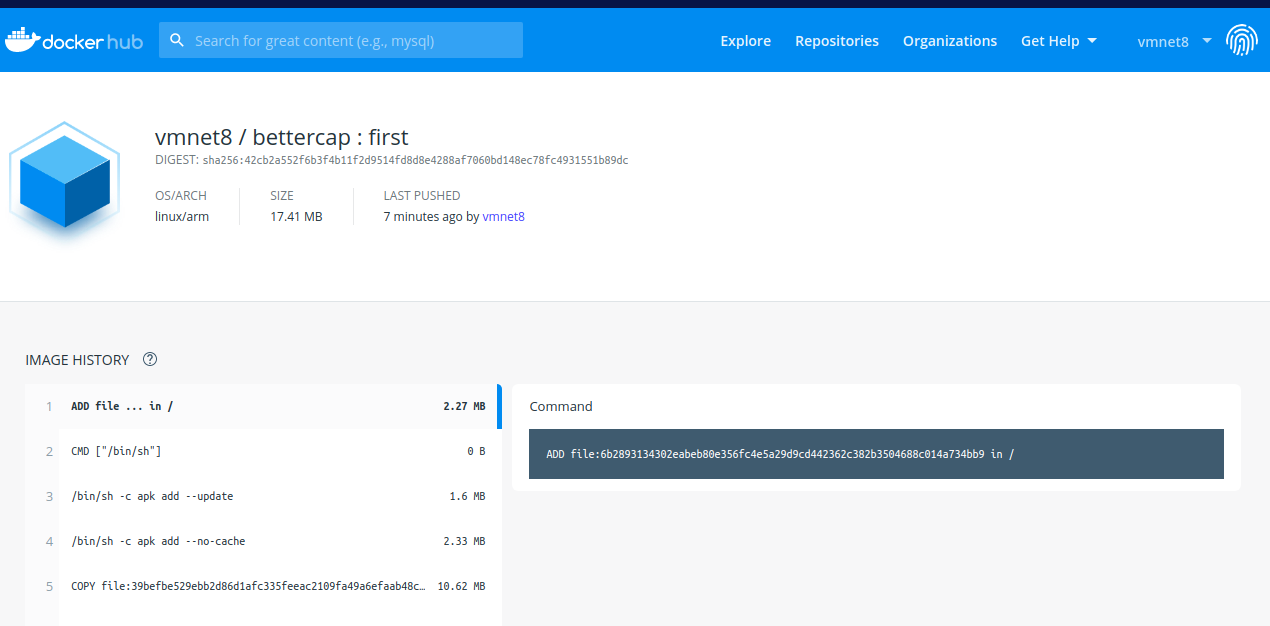 docker hub
Search for great content (e.g., mysql)
Explore
Repositories
Organizations
Get Help
vmnet8
vmnet8 / bettercap : first
DIGEST: sha256:42cb2a552f6b3f4b11f2d9514fd8d8e4288af7060bd148ec78fc4931551b89dc
OS/ARCH
linux/arm
SIZE
17.41 MB
LAST PUSHED
7 minutes ago by vmnet8
IMAGE HISTORY ?
1 ADD file ... in / 2.27 MB
2 CMD ["/bin/sh"] 0 B
3 /bin/sh -c apk add --update 1.6 MB
4 /bin/sh -c apk add --no-cache 2.33 MB
5 COPY file:39befbe529ebb2d86d1afc335feeac2109fa49a6efaab48c… 10.62 MB
Command
ADD file:6b2893134302eabeb80e356fc4e5a29d9cd442362c382b3504688c014a734bb9 in /